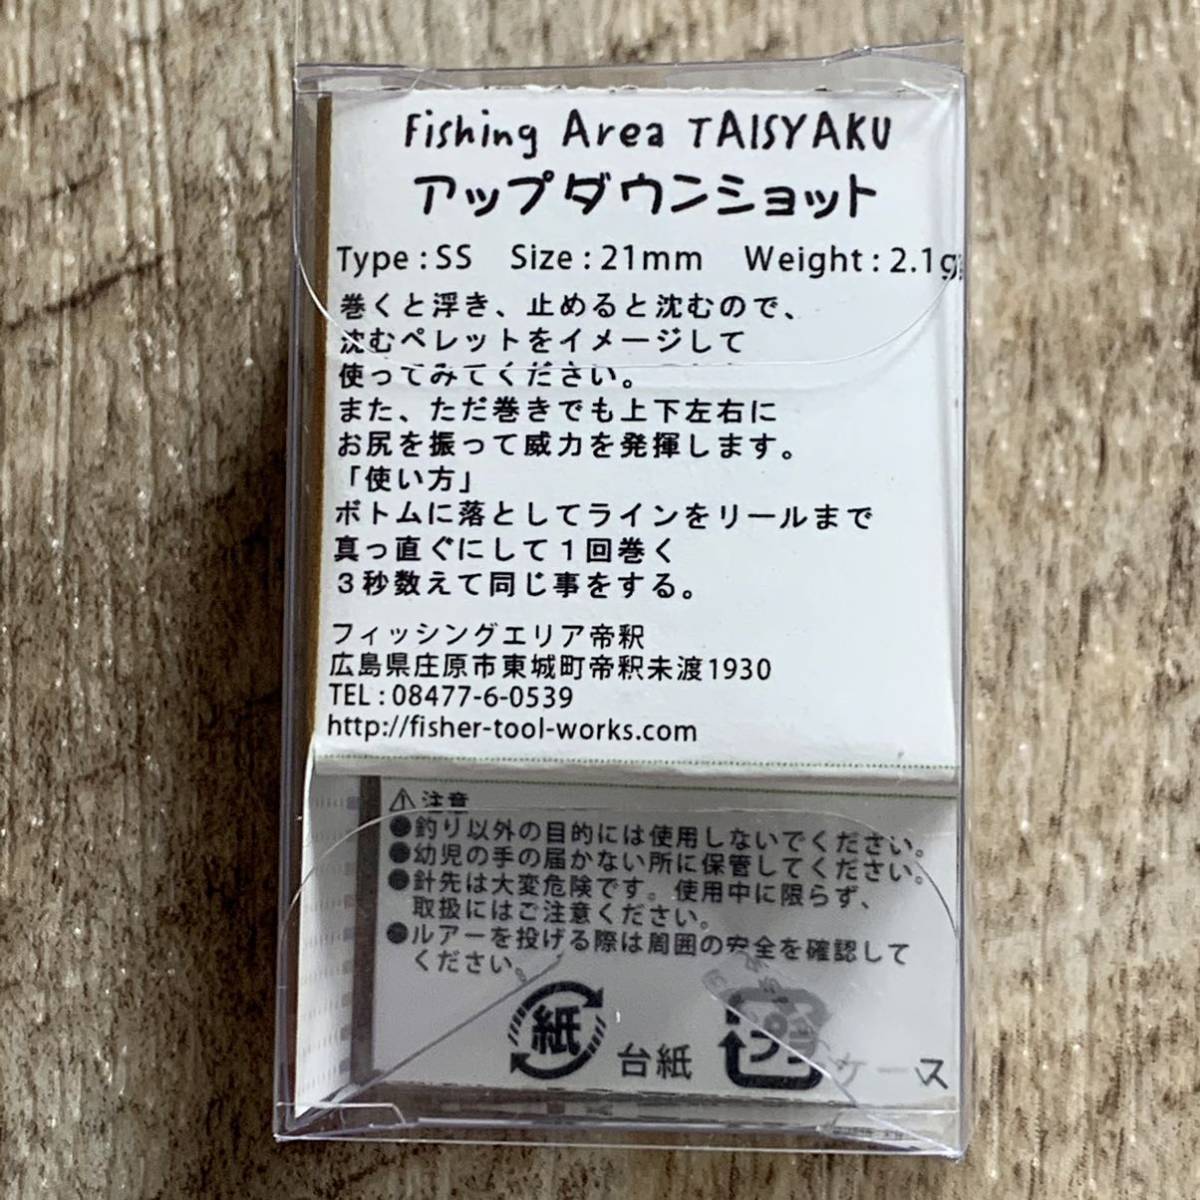 Fishing Area TAISYAKU
アップダウンショット
Type : SS Size : 21mm Weight : 2.1g
巻くと浮き、止めると沈むので、
沈むペレットをイメージして
使ってみてください。
また、ただ巻きでも上下左右に
お尻を振って威力を発揮します。
「使い方」
ボトムに落としてラインをリールまで
真っ直ぐにして1回巻く
3秒数えて同じ事をする。
フィッシングエリア帝釈
広島県庄原市東城町帝釈未渡1930
TEL : 08477-6-0539
http://fisher-tool-works.com
⚠注意
●釣り以外の目的には使用しないでください。
●幼児の手の届かない所に保管してください。
●針先は大変危険です。使用中に限らず、
取扱にはご注意ください。
●ルアーを投げる際は周囲の安全を確認して
ください。
紙 台紙 プラ ケース